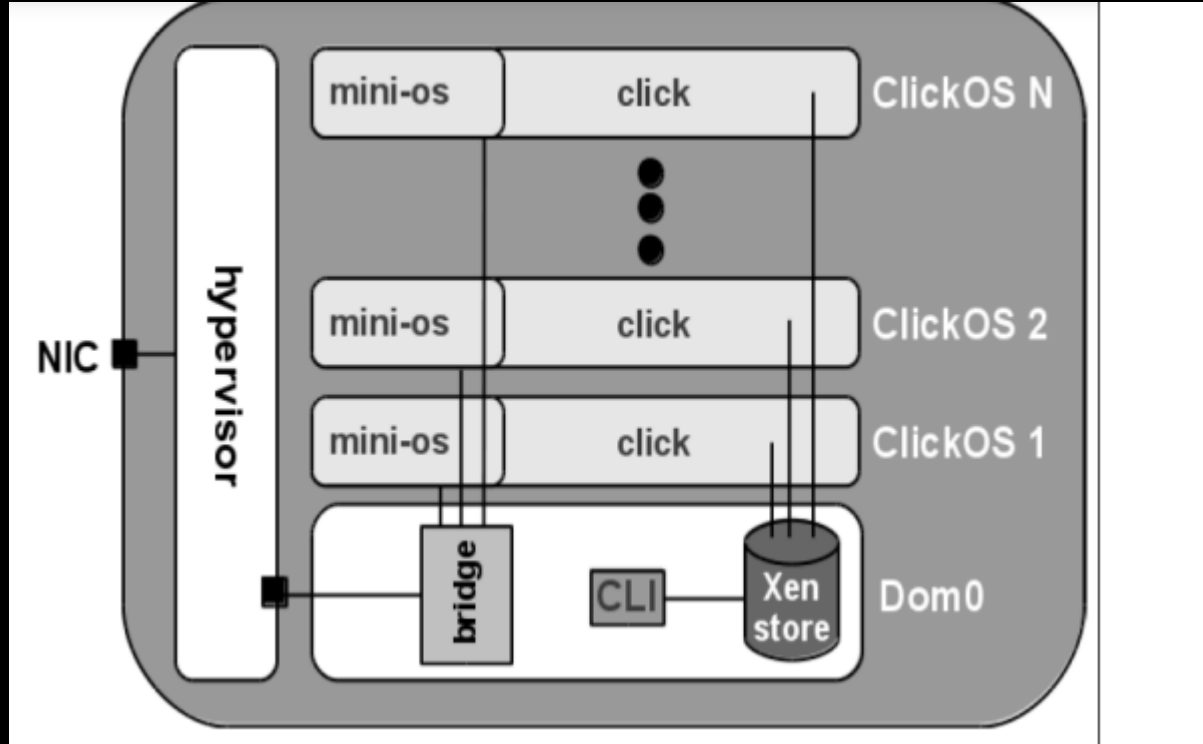 mini-os click ClickOS N
hypervisor
NIC
mini-os click ClickOS 2
mini-os click ClickOS 1
bridge
CLI
Xen
store
Dom0